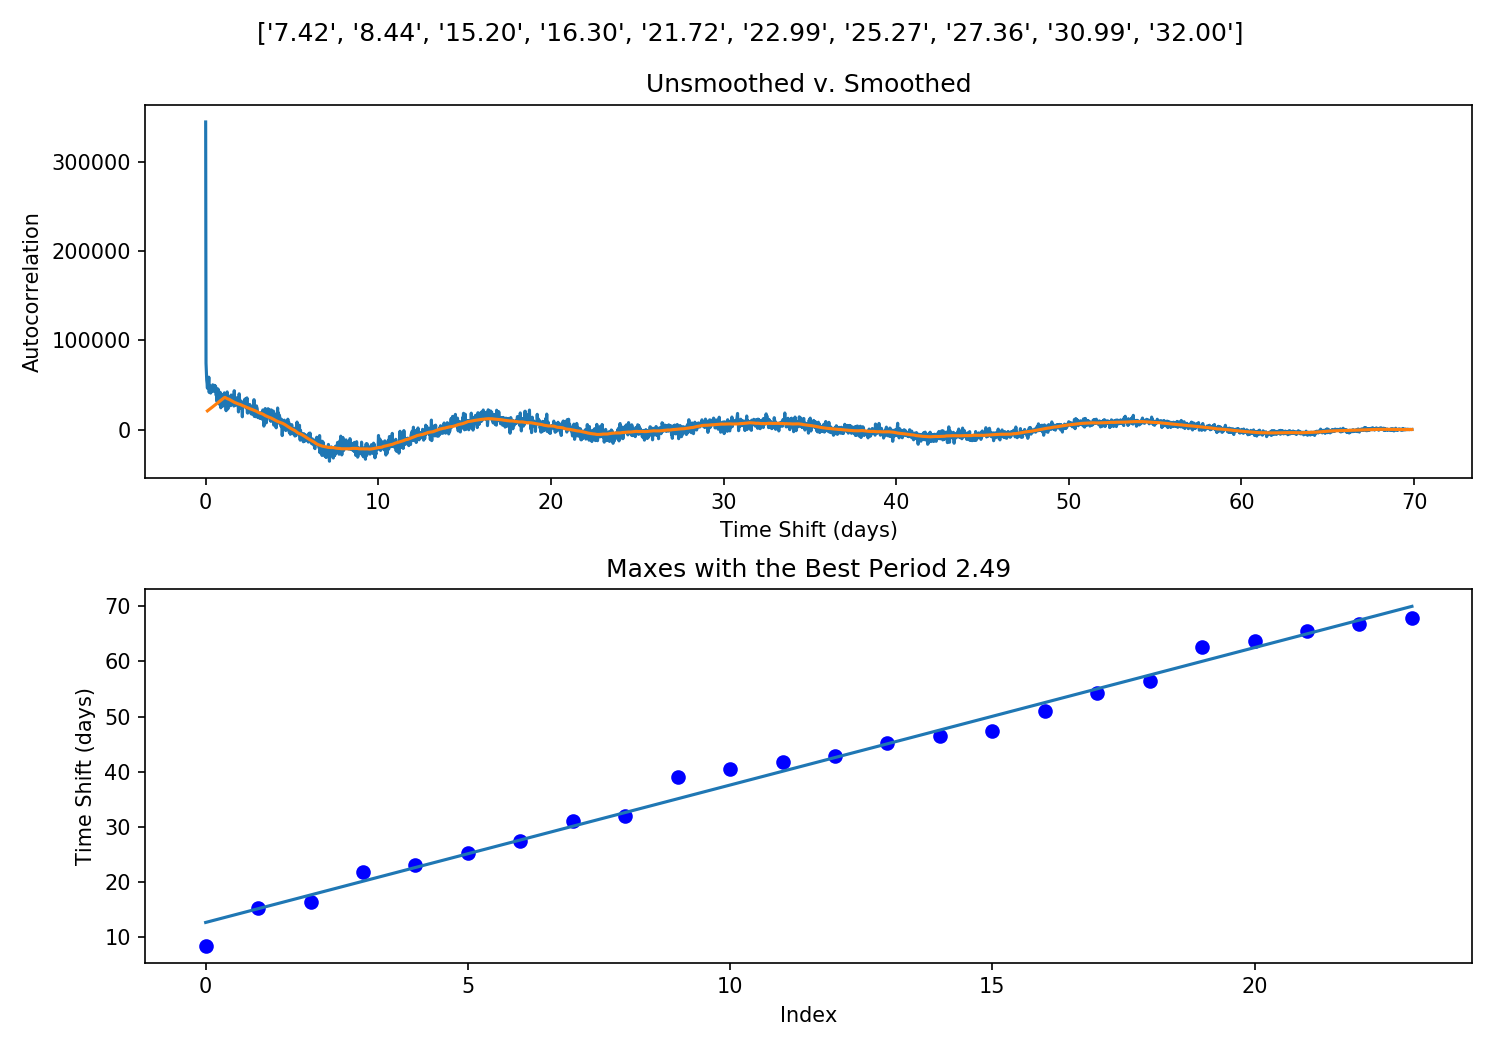 ['7.42', '8.44', '15.20', '16.30', '21.72', '22.99', '25.27', '27.36', '30.99', '32.00']
Unsmoothed v. Smoothed
Autocorrelation
300000
200000
100000
0
0 10 20 30 40 50 60 70
Time Shift (days)
Maxes with the Best Period 2.49
Time Shift (days)
70
60
50
40
30
20
10
0 5 10 15 20
Index